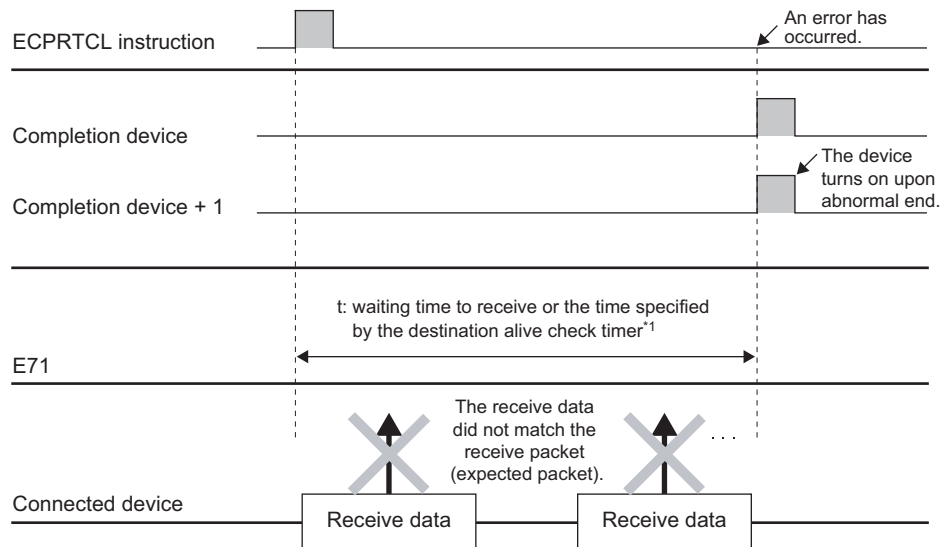 ECPRTCL instruction
An error has
occurred.
Completion device
The device
turns on upon
abnormal end.
Completion device + 1
t: waiting time to receive or the time specified
by the destination alive check timer*1
E71
The receive data
did not match the
receive packet
(expected packet).
. . .
Connected device
Receive data
Receive data